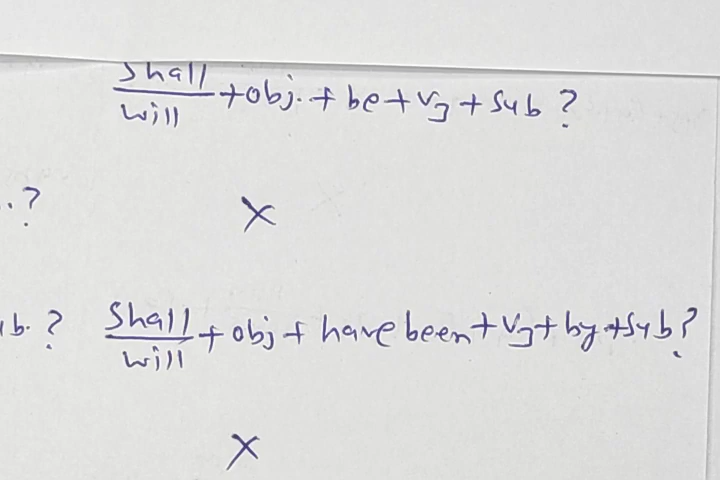 Shall
will +obj. + be + V3 + Sub ?
..?
X
b. ? Shall
will + obj + have been + V3 + by + Sub ?
X